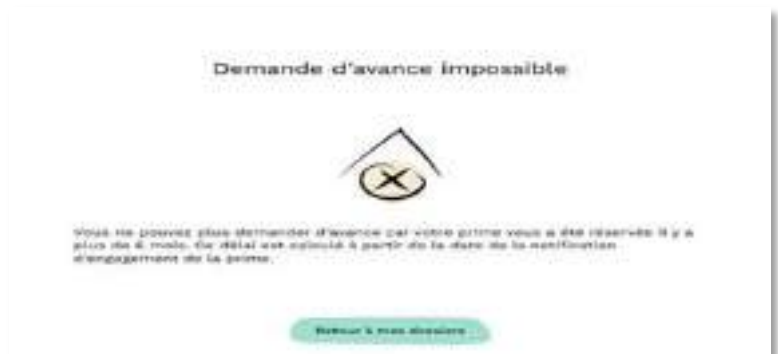 Demande d'avance impossible
Vous ne pouvez plus demander d'avance car votre prime vous a été réservée il y a
plus de 6 mois. Ce délai est calculé à partir de la date de la notification
d'engagement de la prime.
Retour à mes dossiers